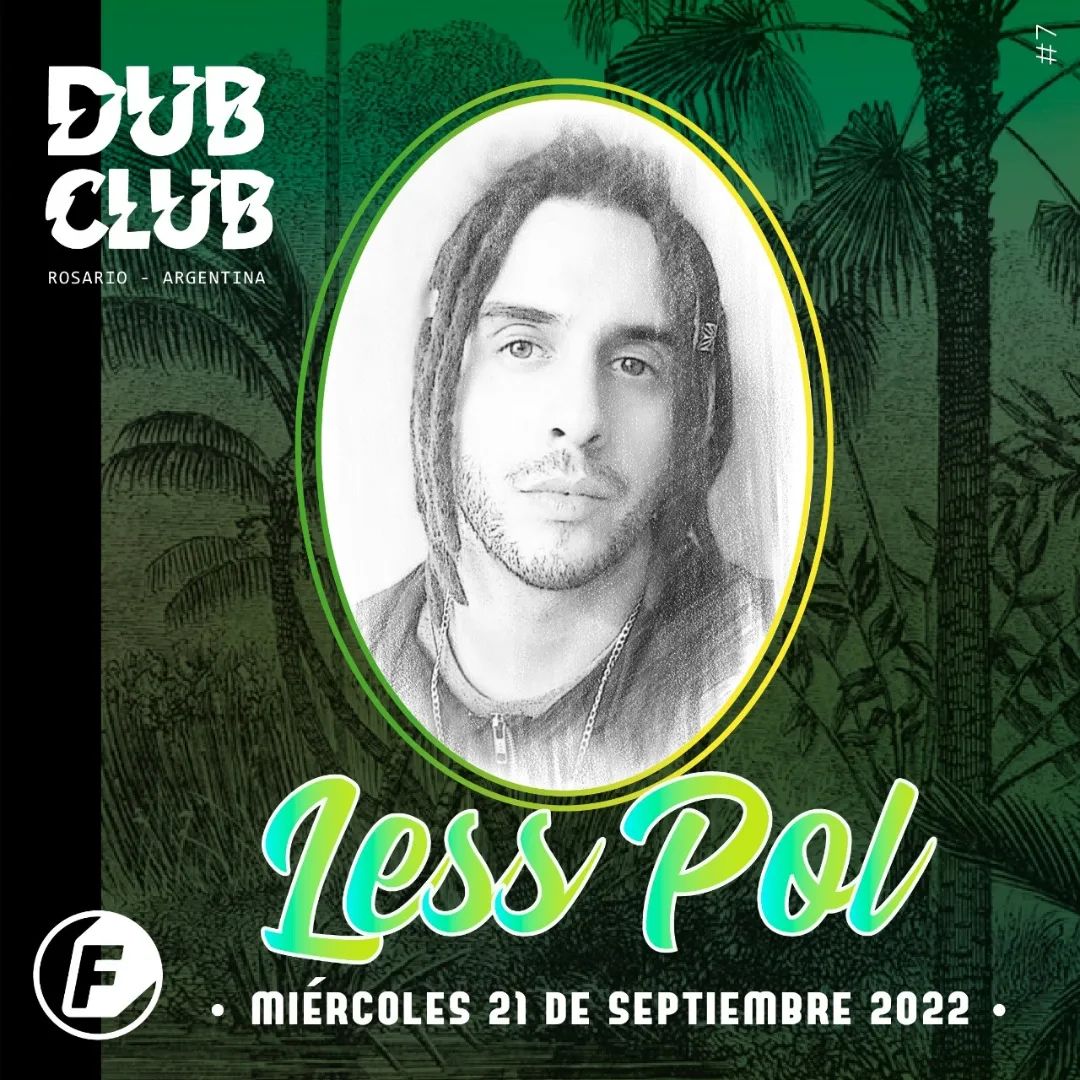 DUB
CLUB
ROSARIO - ARGENTINA
#7
Less Pol
F
• MIÉRCOLES 21 DE SEPTIEMBRE 2022 •